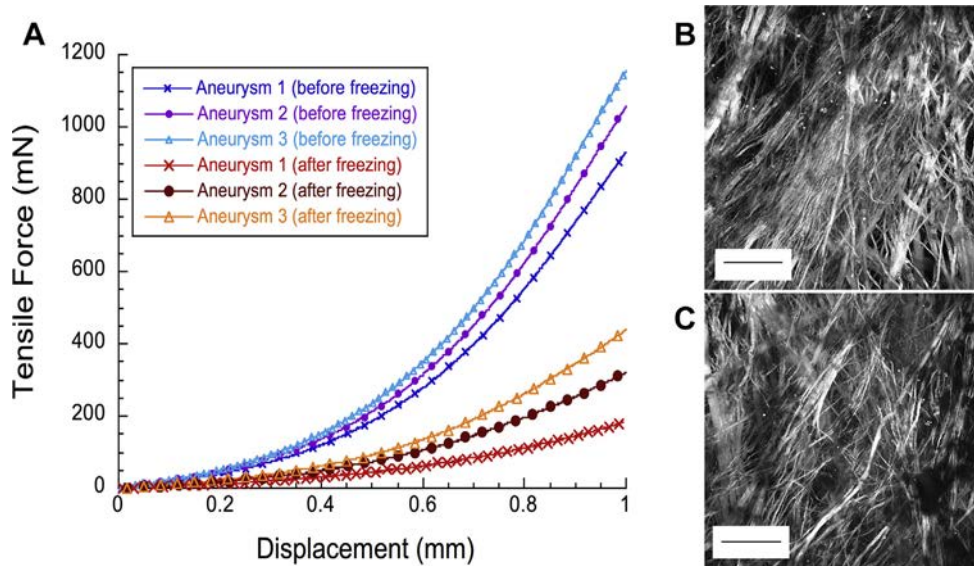 A
1200
1000
800
600
400
200
0
Tensile Force (mN)
Aneurysm 1 (before freezing)
Aneurysm 2 (before freezing)
Aneurysm 3 (before freezing)
Aneurysm 1 (after freezing)
Aneurysm 2 (after freezing)
Aneurysm 3 (after freezing)
0 0.2 0.4 0.6 0.8 1
Displacement (mm)
B
C